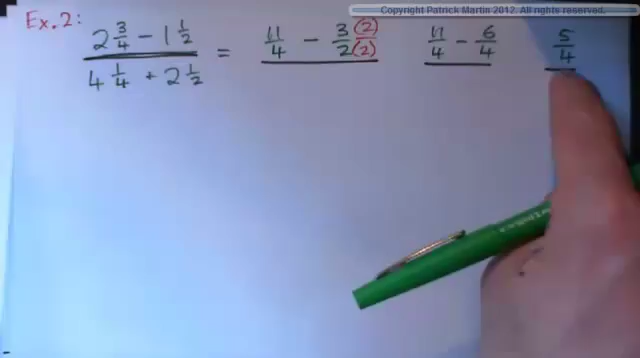 Copyright Patrick Martin 2012. All rights reserved.
Ex.2:
2 3/4 - 1 1/2 11/4 - 3/2 (2)/(2) 11/4 - 6/4 5/4
=
4 1/4 + 2 1/2